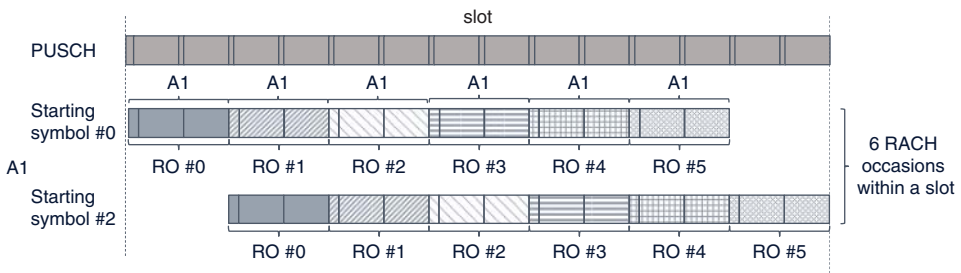 slot
PUSCH
A1 A1 A1 A1 A1 A1
Starting
symbol #0
RO #0 RO #1 RO #2 RO #3 RO #4 RO #5
A1
6 RACH
occasions
within a slot
Starting
symbol #2
RO #0 RO #1 RO #2 RO #3 RO #4 RO #5